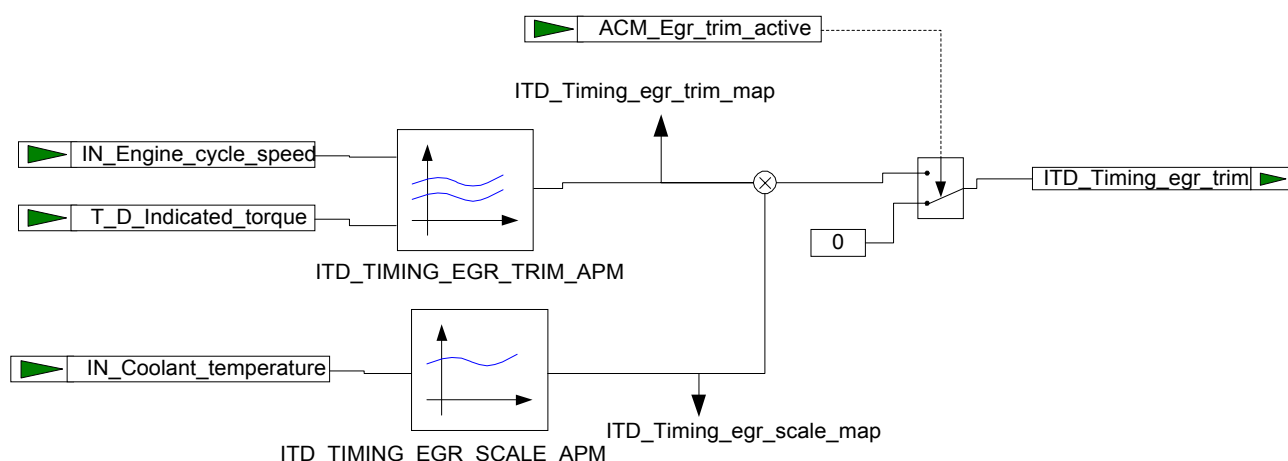 ACM_Egr_trim_active
ITD_Timing_egr_trim_map
IN_Engine_cycle_speed
ITD_Timing_egr_trim
T_D_Indicated_torque
0
ITD_TIMING_EGR_TRIM_APM
IN_Coolant_temperature
ITD_Timing_egr_scale_map
ITD_TIMING_EGR_SCALE_APM